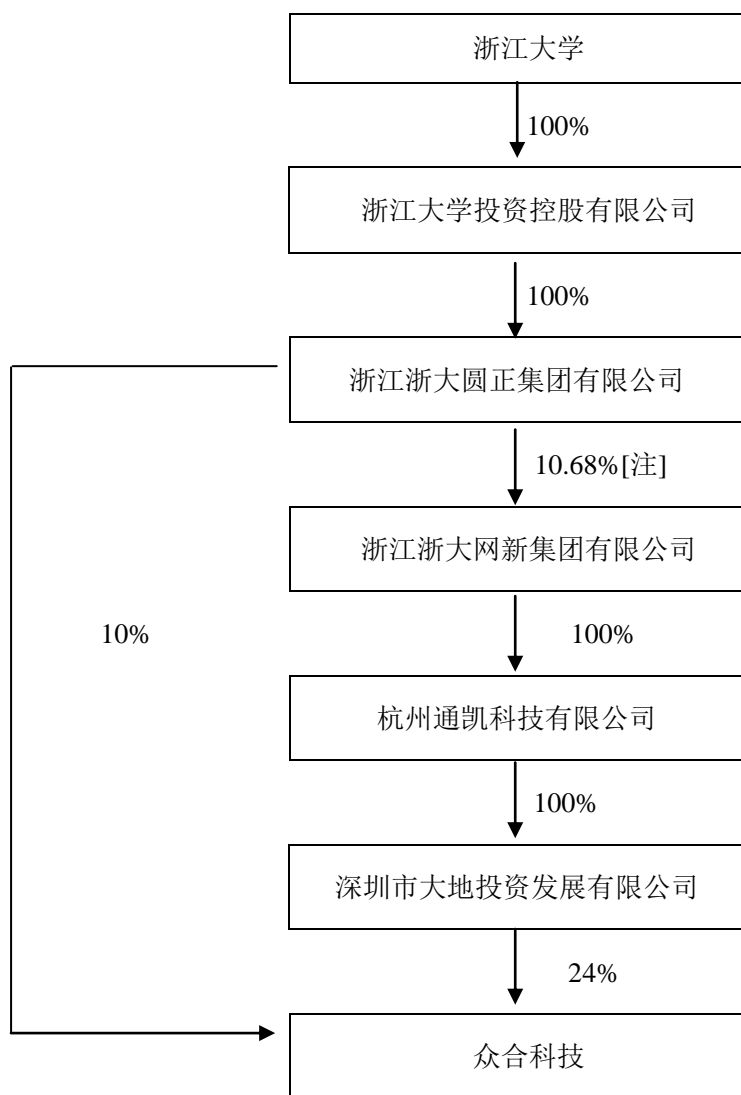 浙江大学
100%
浙江大学投资控股有限公司
100%
浙江浙大圆正集团有限公司
10.68%[注]
浙江浙大网新集团有限公司
10%
100%
杭州通凯科技有限公司
100%
深圳市大地投资发展有限公司
24%
众合科技